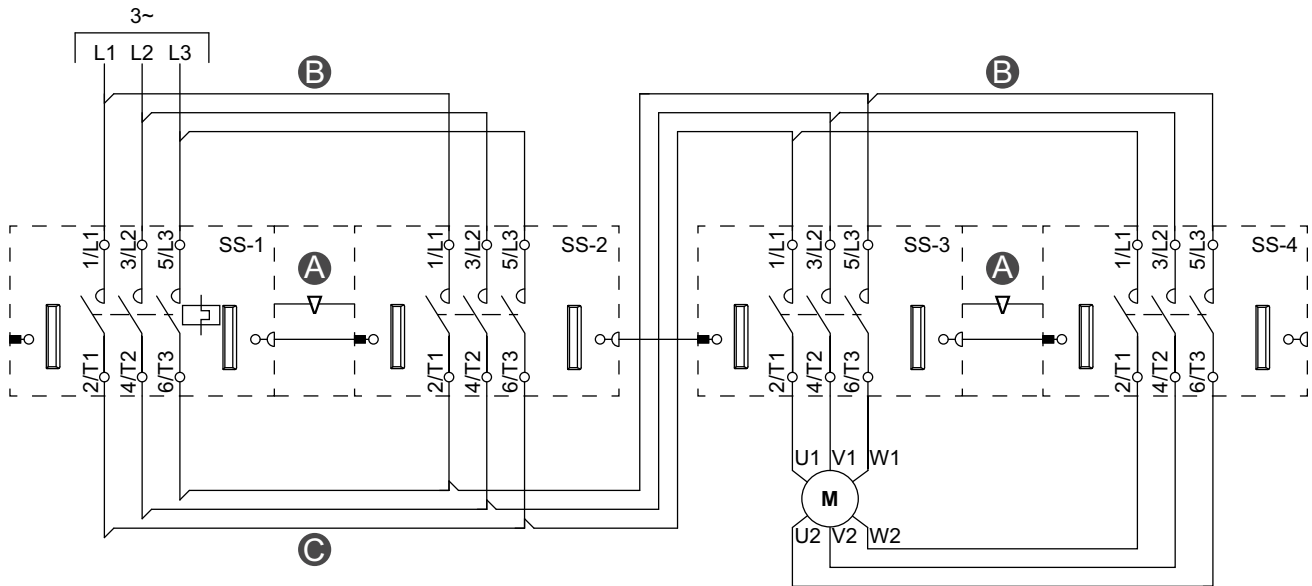 3~
L1 L2 L3
B B
1/L1 3/L2 5/L3 SS-1 1/L1 3/L2 5/L3 SS-2 1/L1 3/L2 5/L3 SS-3 1/L1 3/L2 5/L3 SS-4
A A
2/T1 4/T2 6/T3 2/T1 4/T2 6/T3 2/T1 4/T2 6/T3 2/T1 4/T2 6/T3
U1 V1 W1
M
U2 V2 W2
C